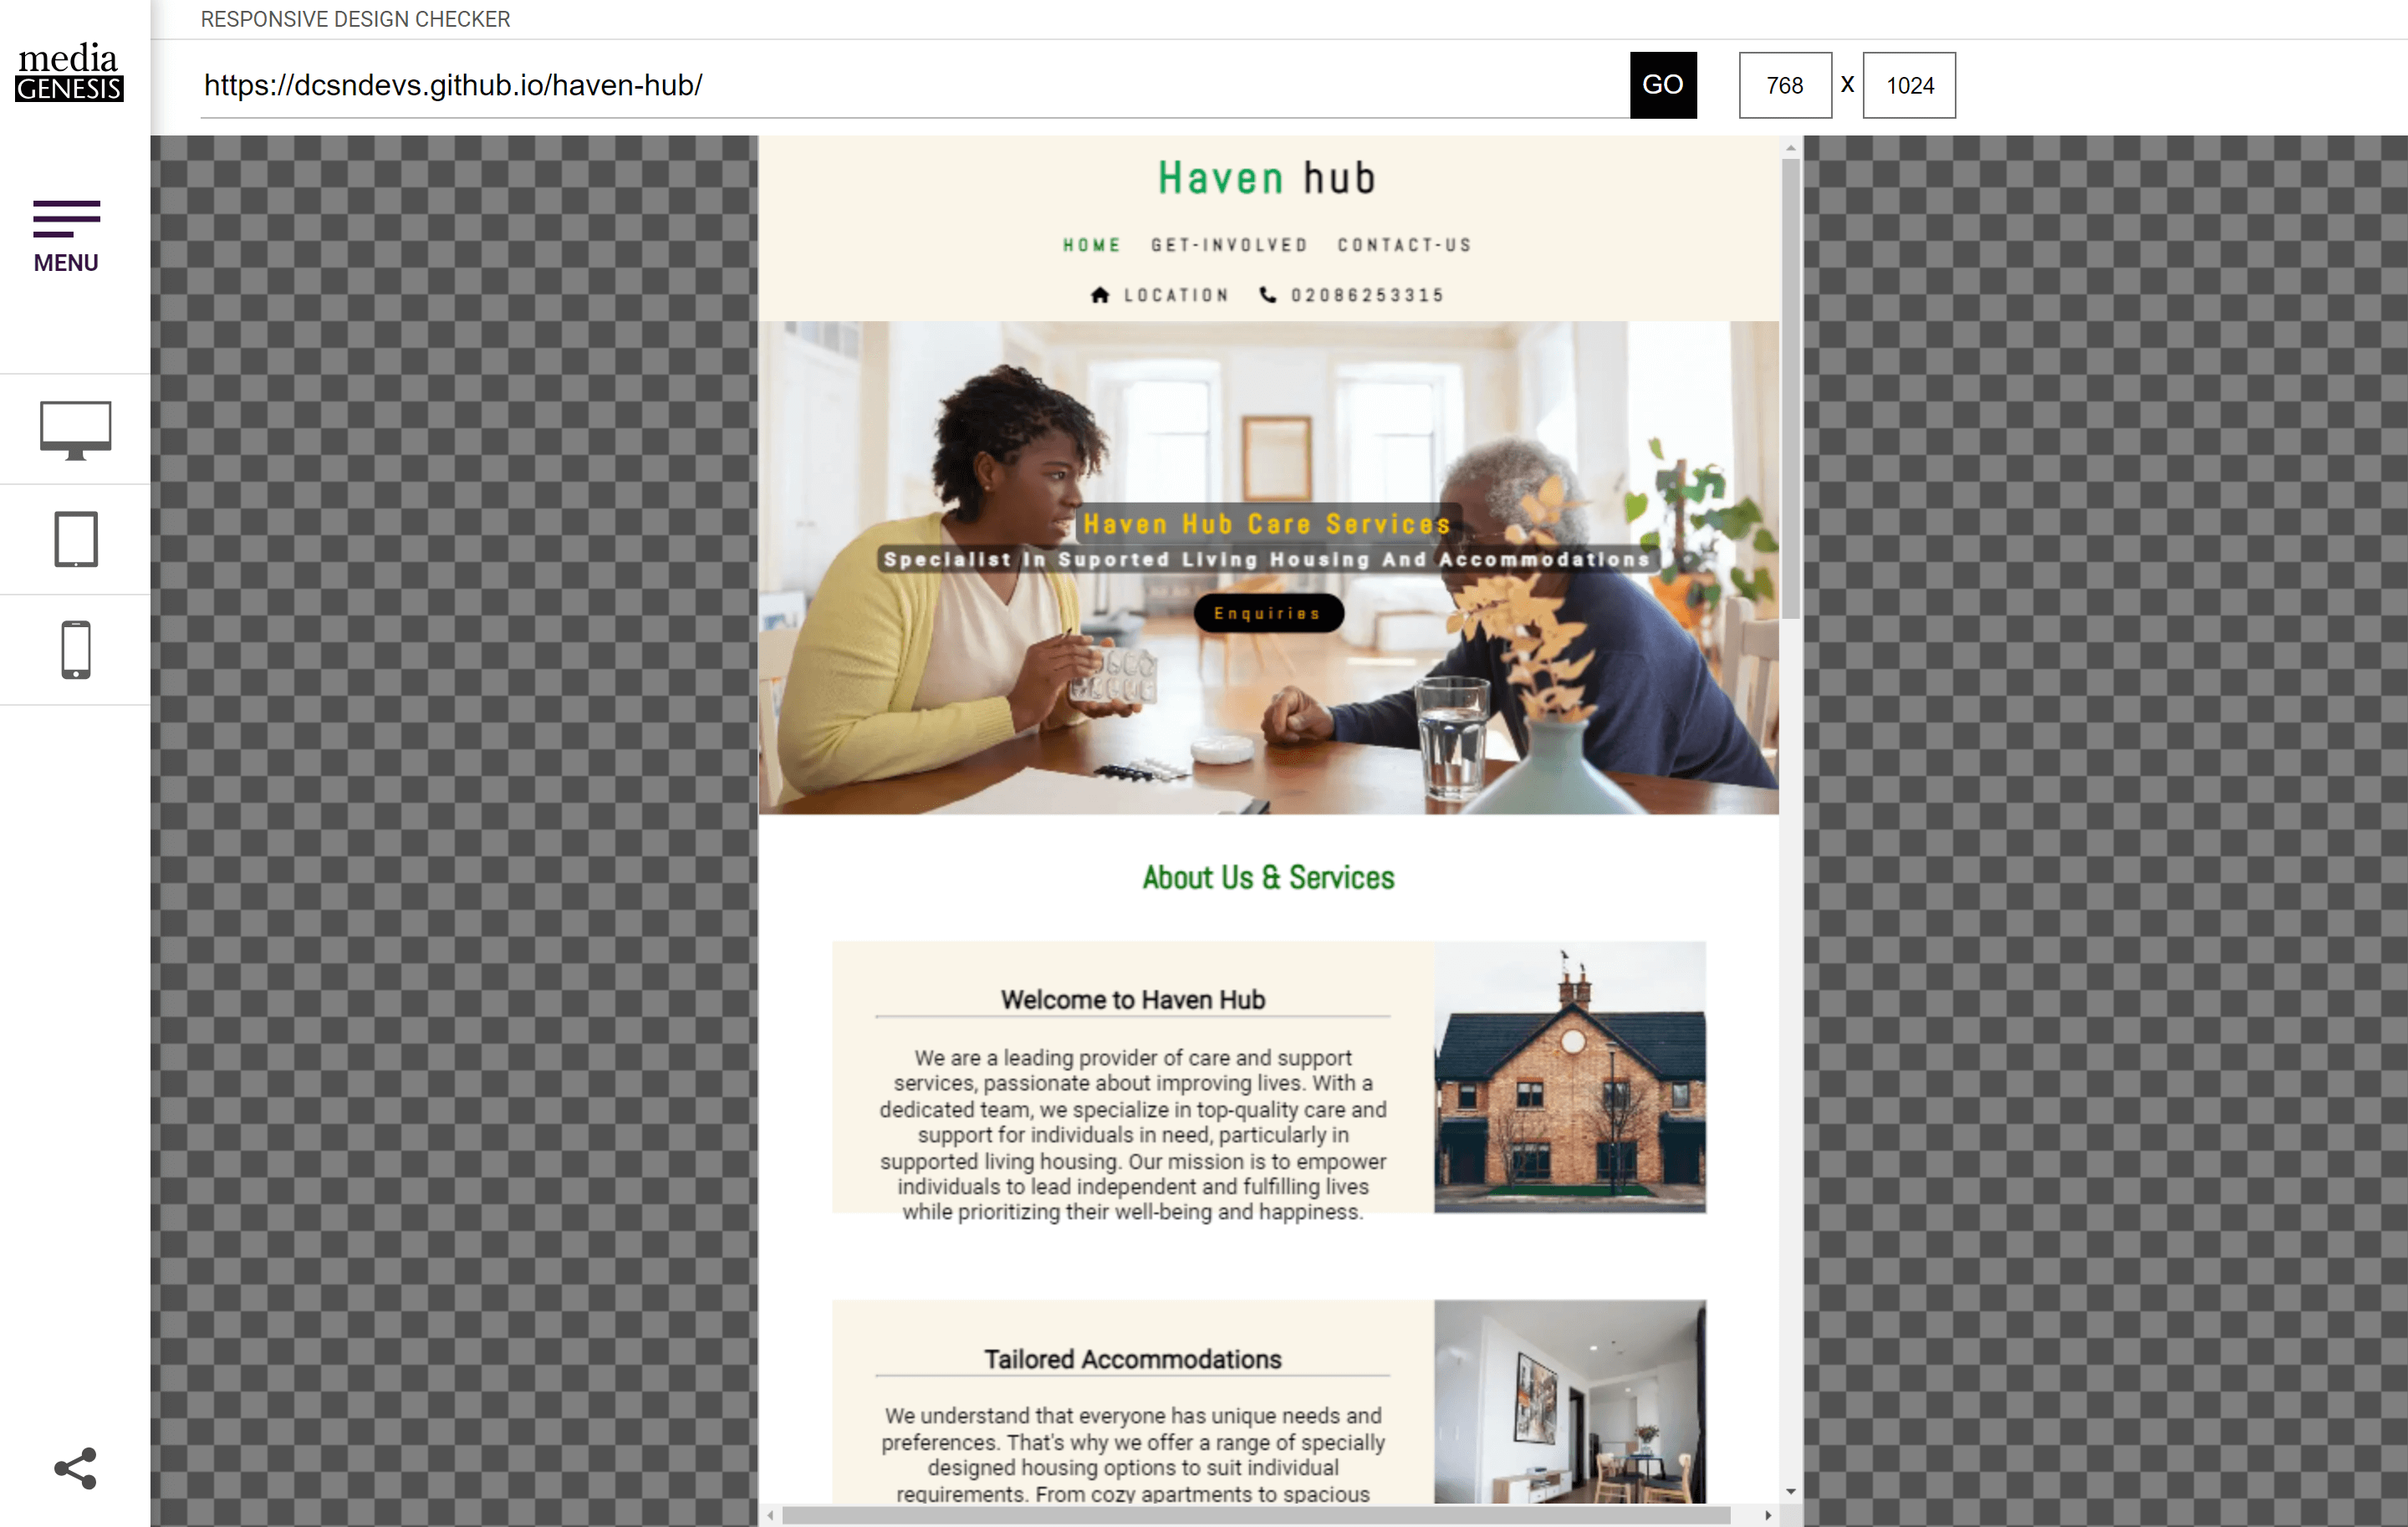 RESPONSIVE DESIGN CHECKER
media
GENESIS
https://dcsndevs.github.io/haven-hub/
GO
768 x 1024
MENU
Haven hub
HOME GET-INVOLVED CONTACT-US
LOCATION 02086253315
Haven Hub Care Services
Specialist In Suported Living Housing And Accommodations
Enquiries
About Us & Services
Welcome to Haven Hub
We are a leading provider of care and support
services, passionate about improving lives. With a
dedicated team, we specialize in top-quality care and
support for individuals in need, particularly in
supported living housing. Our mission is to empower
individuals to lead independent and fulfilling lives
while prioritizing their well-being and happiness.
Tailored Accommodations
We understand that everyone has unique needs and
preferences. That's why we offer a range of specially
designed housing options to suit individual
requirements. From cozy apartments to spacious